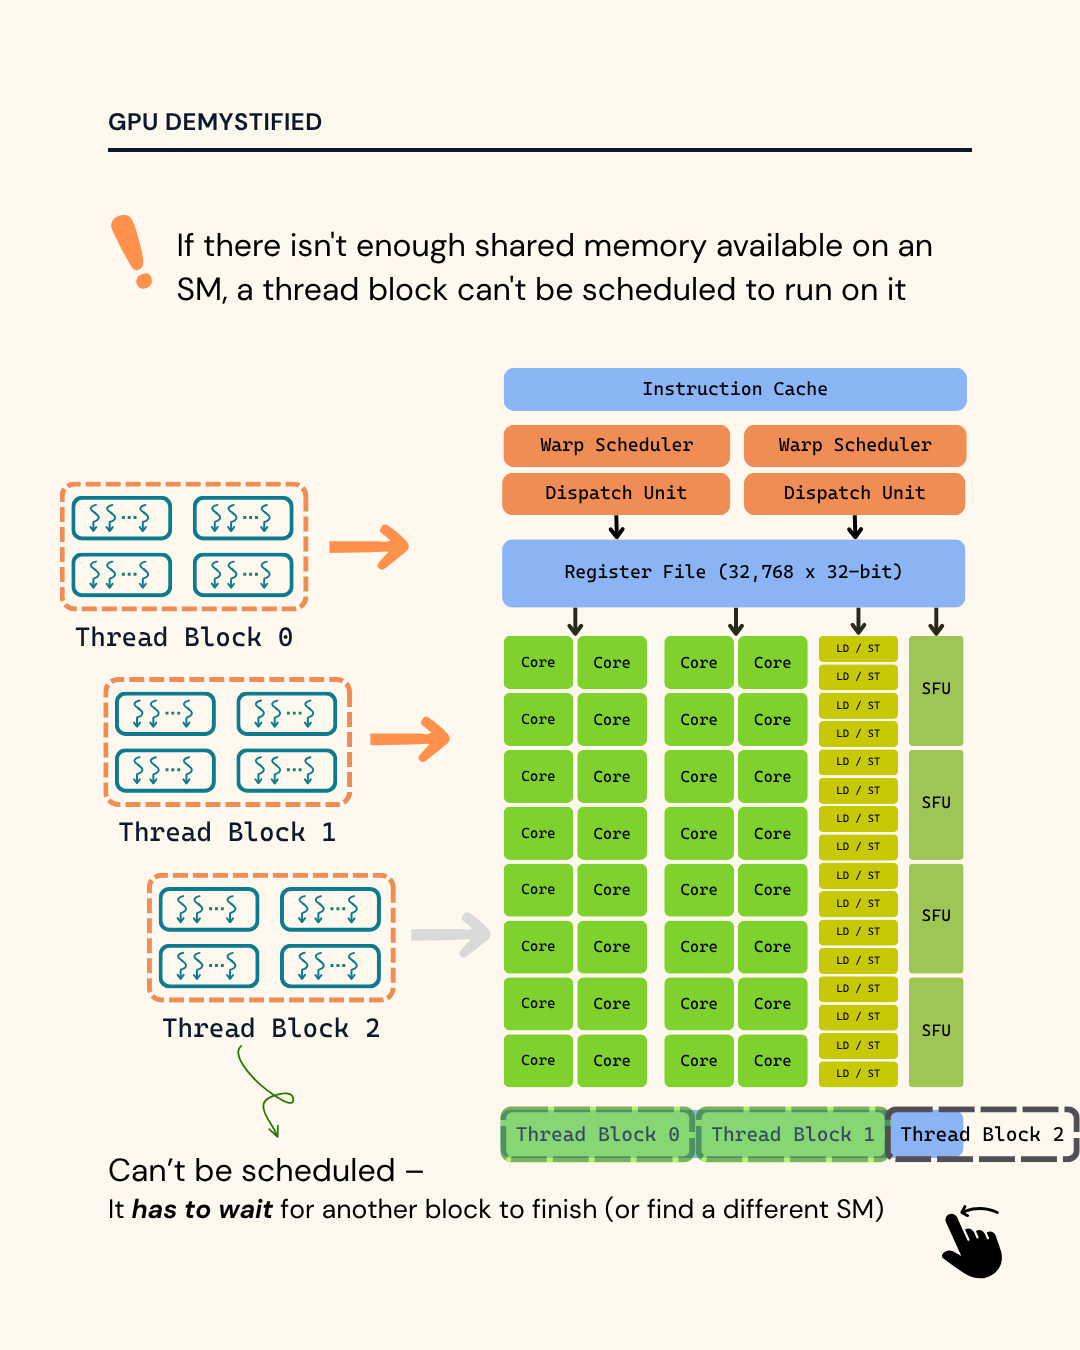 GPU DEMYSTIFIED
If there isn't enough shared memory available on an
SM, a thread block can't be scheduled to run on it
Instruction Cache
Warp Scheduler Warp Scheduler
Dispatch Unit Dispatch Unit
Register File (32,768 x 32-bit)
Thread Block 0
Thread Block 1
Thread Block 2
Core Core Core Core LD / ST
LD / ST
SFU
Core Core Core Core LD / ST
LD / ST
Core Core Core Core LD / ST
LD / ST
SFU
Core Core Core Core LD / ST
LD / ST
Core Core Core Core LD / ST
LD / ST
SFU
Core Core Core Core LD / ST
LD / ST
Core Core Core Core LD / ST
LD / ST
SFU
Core Core Core Core LD / ST
LD / ST
Thread Block 0 Thread Block 1 Thread Block 2
Can’t be scheduled –
It has to wait for another block to finish (or find a different SM)